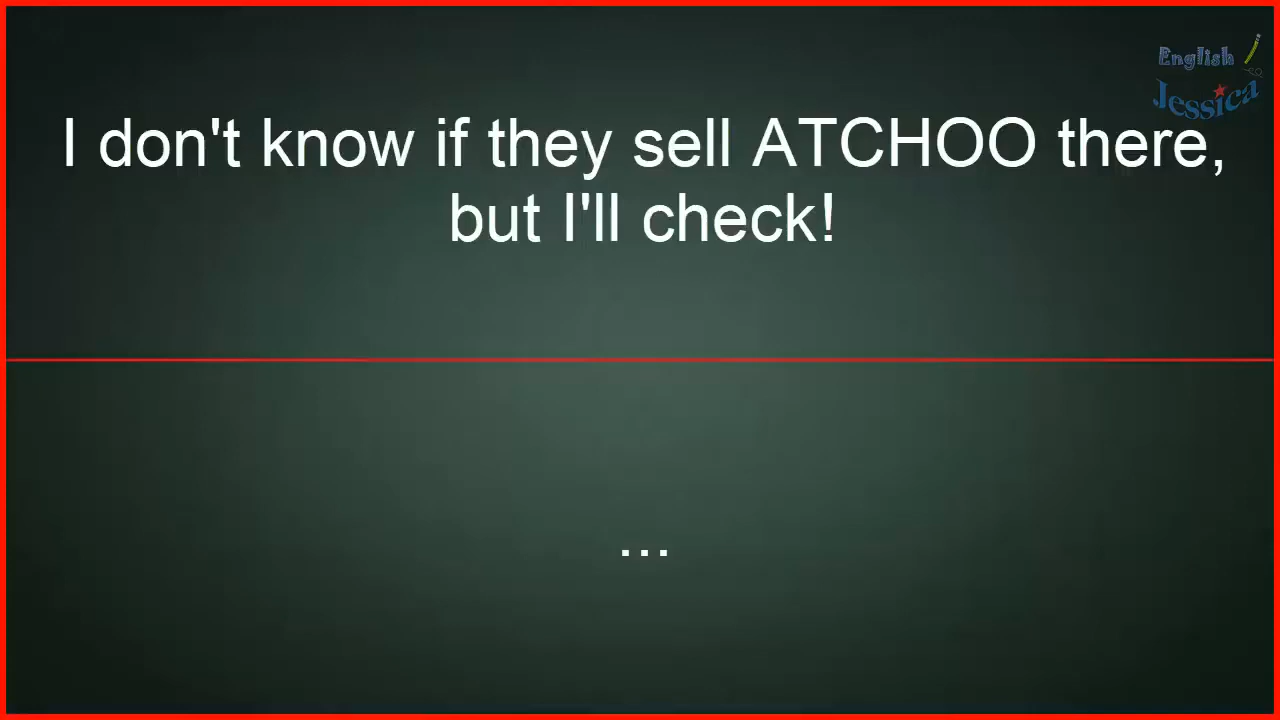 English
Jessica
I don't know if they sell ATCHOO there,
but I'll check!
...